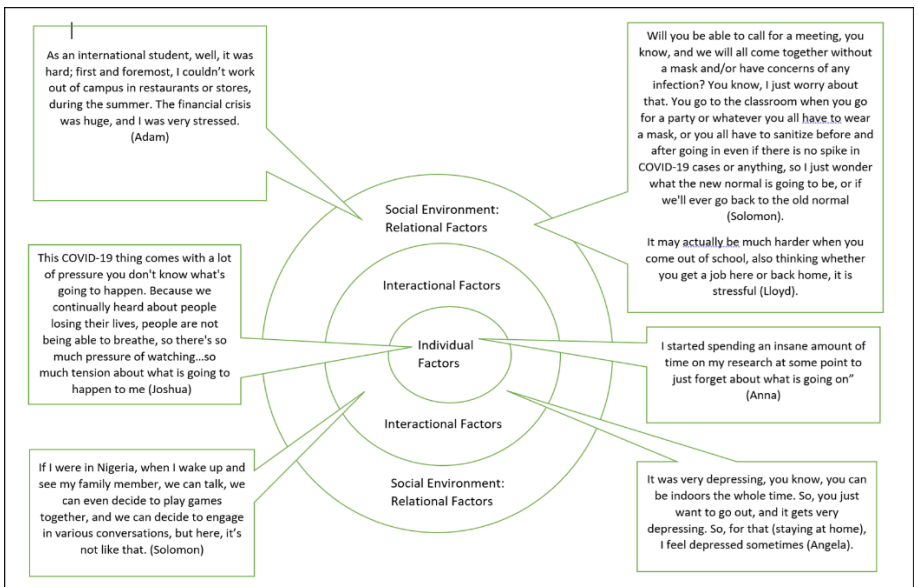 As an international student, well, it was
hard; first and foremost, I couldn't work
out of campus in restaurants or stores,
during the summer. The financial crisis
was huge, and I was very stressed.
(Adam)
Will you be able to call for a meeting, you
know, and we will all come together without
a mask and/or have concerns of any
infection? You know, I just worry about
that. You go to the classroom when you go
for a party or whatever you all have to wear
a mask, or you all have to sanitize before and
after going in even if there is no spike in
COVID-19 cases or anything, so I just wonder
what the new normal is going to be, or if
we'll ever go back to the old normal
(Solomon).
It may actually be much harder when you
come out of school, also thinking whether
you get a job here or back home, it is
stressful (Lloyd).
Social Environment:
Relational Factors
This COVID-19 thing comes with a lot
of pressure you don't know what's
going to happen. Because we
continually heard about people
losing their lives, people are not
being able to breathe, so there's so
much pressure of watching...so
much tension about what is going to
happen to me (Joshua)
Interactional Factors
Individual
Factors
I started spending an insane amount of
time on my research at some point to
just forget about what is going on”
(Anna)
Interactional Factors
If I were in Nigeria, when I wake up and
see my family member, we can talk, we
can even decide to play games
together, and we can decide to engage
in various conversations, but here, it's
not like that. (Solomon)
Social Environment:
Relational Factors
It was very depressing, you know, you can
be indoors the whole time. So, you just
want to go out, and it gets very
depressing. So, for that (staying at home),
I feel depressed sometimes (Angela).